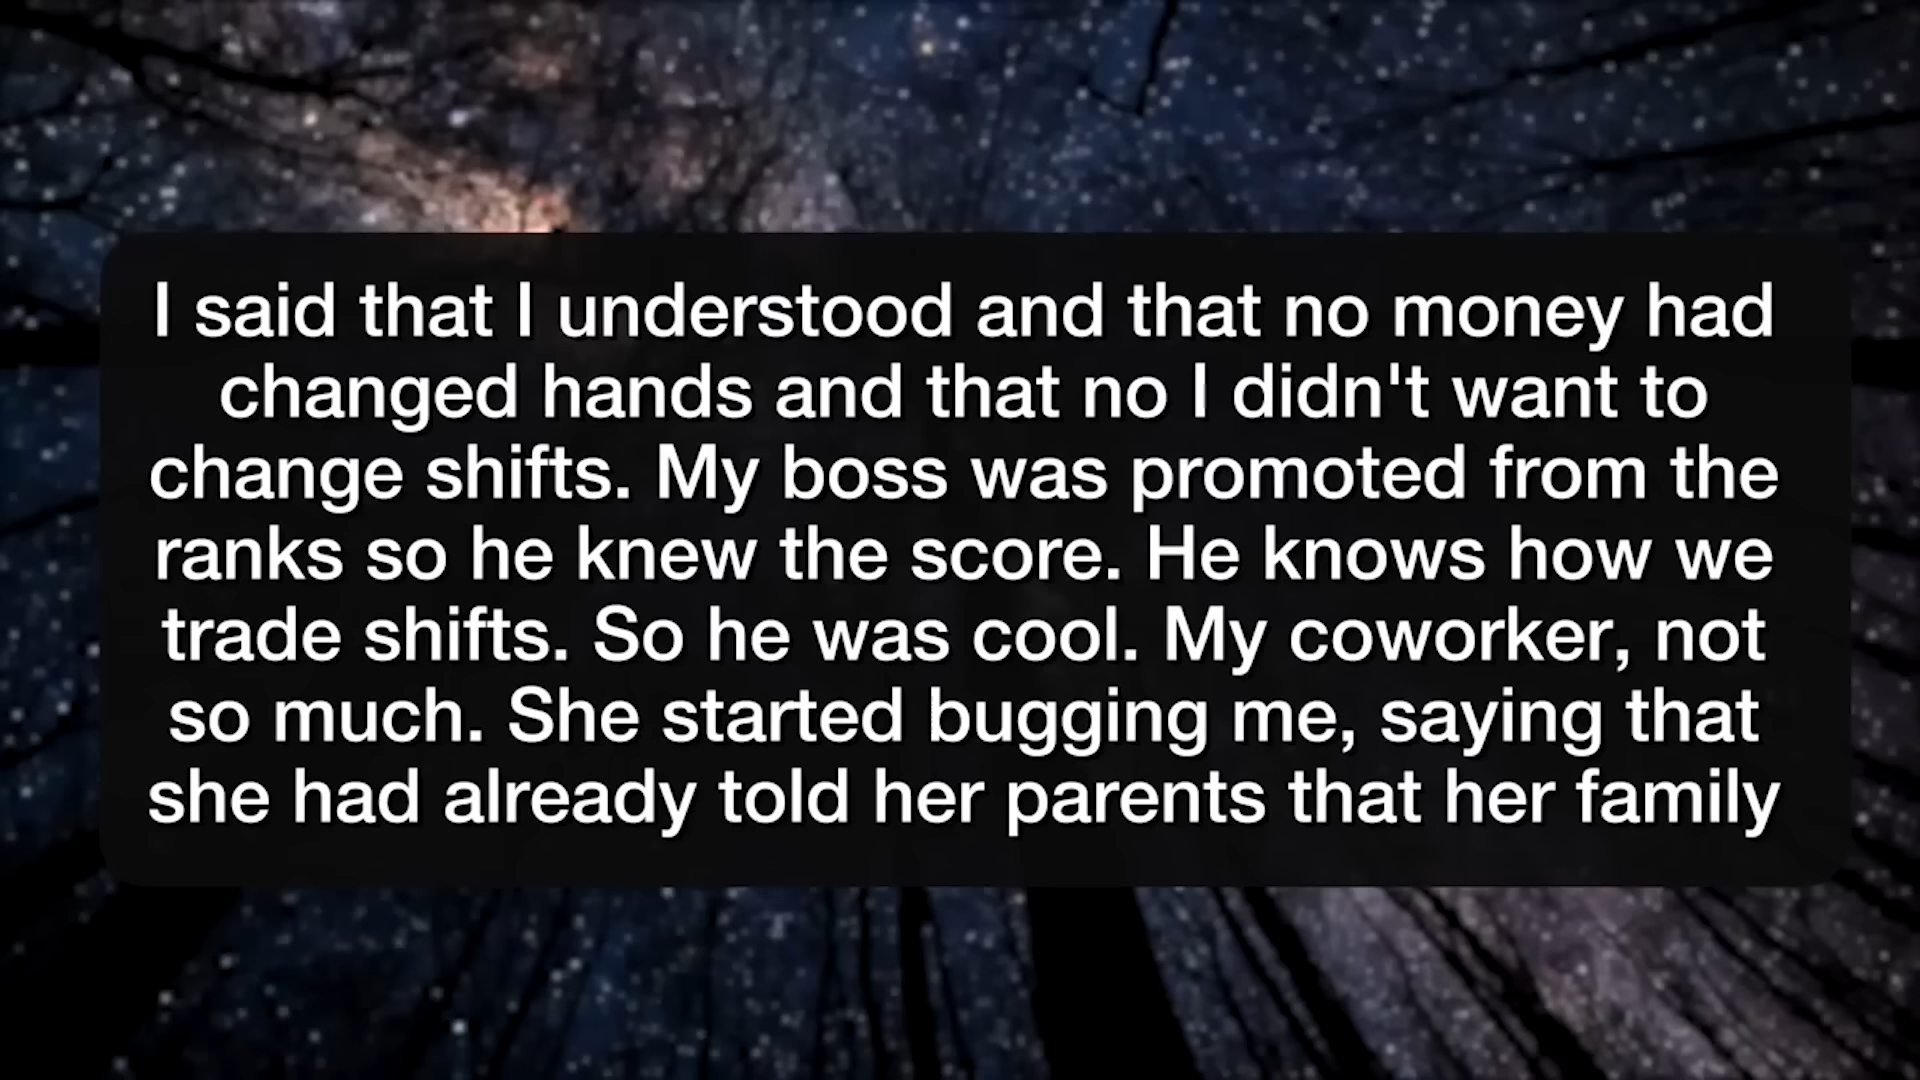 I said that I understood and that no money had
changed hands and that no I didn't want to
change shifts. My boss was promoted from the
ranks so he knew the score. He knows how we
trade shifts. So he was cool. My coworker, not
so much. She started bugging me, saying that
she had already told her parents that her family